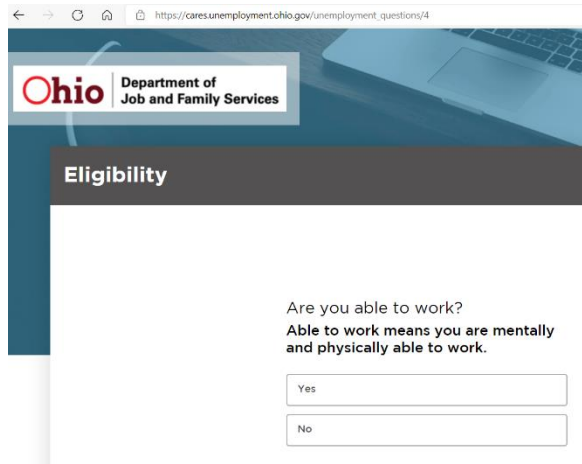 https://cares.unemployment.ohio.gov/unemployment_questions/4
Ohio
Department of
Job and Family Services
Eligibility
Are you able to work?
Able to work means you are mentally
and physically able to work.
Yes
No